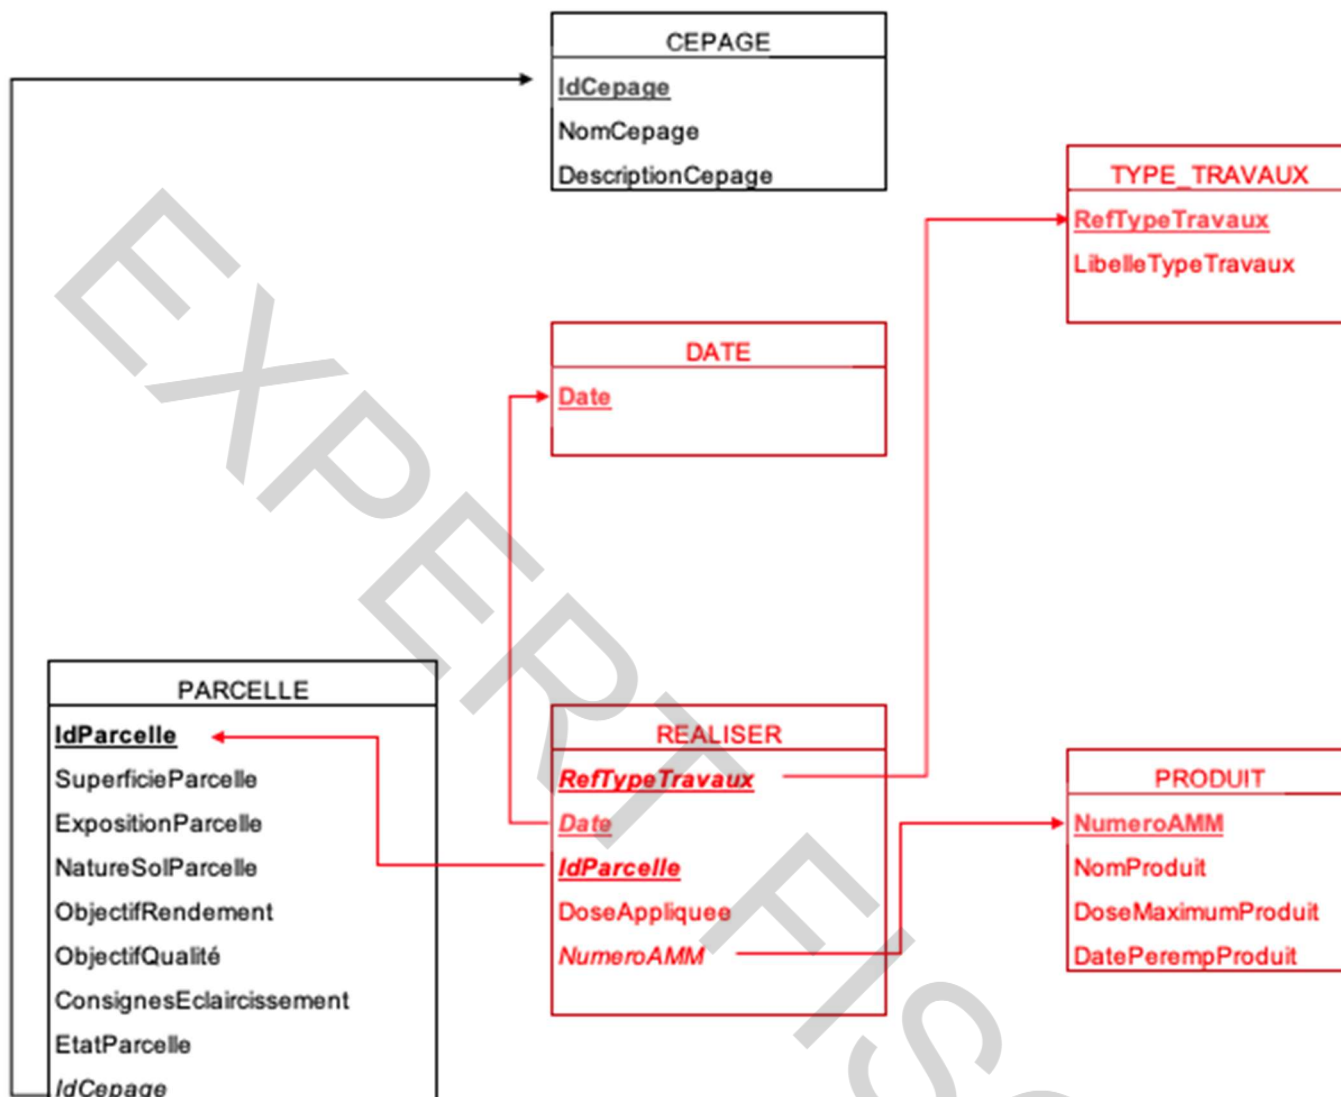 CEPAGE
IdCepage
NomCepage
DescriptionCepage
TYPE_TRAVAUX
RefTypeTravaux
LibelleTypeTravaux
DATE
Date
PARCELLE
IdParcelle
SuperficieParcelle
ExpositionParcelle
NatureSolParcelle
ObjectifRendement
ObjectifQualité
ConsignesEclaircissement
EtatParcelle
IdCepage
REALISER
RefTypeTravaux
Date
IdParcelle
DoseAppliquee
NumeroAMM
PRODUIT
NumeroAMM
NomProduit
DoseMaximumProduit
DatePerempProduit
EXPERT FIS